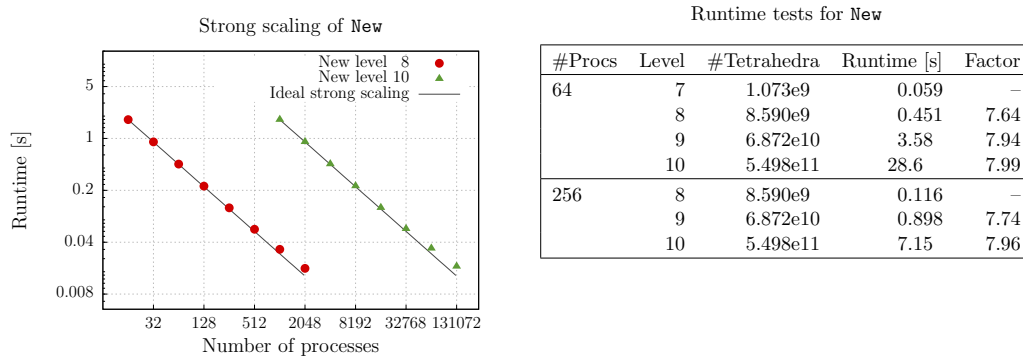 Strong scaling of New
New level 8
New level 10
Ideal strong scaling
5
1
0.2
0.04
0.008
Runtime [s]
32 128 512 2048 8192 32768 131072
Number of processes
Runtime tests for New
#Procs Level #Tetrahedra Runtime [s] Factor
64 7 1.073e9 0.059 –
8 8.590e9 0.451 7.64
9 6.872e10 3.58 7.94
10 5.498e11 28.6 7.99
256 8 8.590e9 0.116 –
9 6.872e10 0.898 7.74
10 5.498e11 7.15 7.96